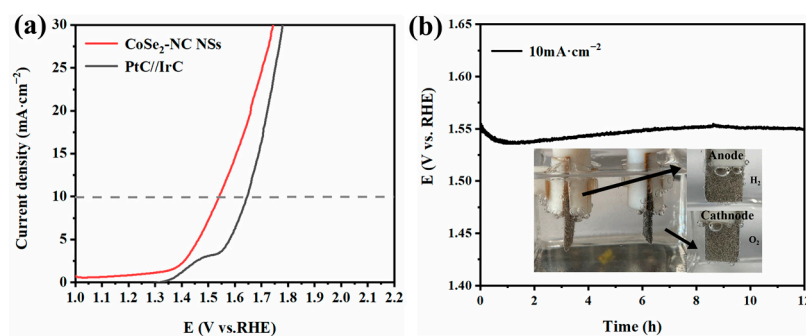 (a)
CoSe₂-NC NSs
PtC//IrC
Current density (mA·cm⁻²)
30
25
20
15
10
5
0
1.0 1.1 1.2 1.3 1.4 1.5 1.6 1.7 1.8 1.9 2.0 2.1 2.2
E (V vs.RHE)
(b)
10mA·cm⁻²
E (V vs. RHE)
1.65
1.60
1.55
1.50
1.45
1.40
Anode
H₂
Cathnode
O₂
0 2 4 6 8 10 12
Time (h)